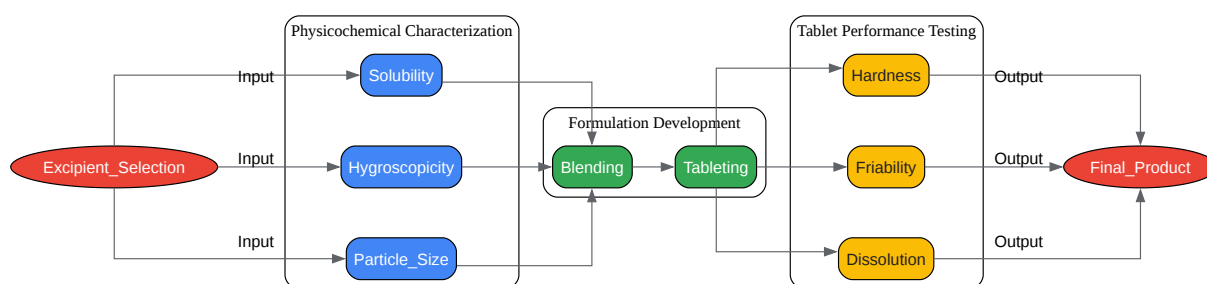 Physicochemical Characterization
Tablet Performance Testing
Input
Solubility
Hardness
Output
Formulation Development
Excipient_Selection
Input
Hygroscopicity
Blending
Tableting
Friability
Output
Final_Product
Input
Particle_Size
Dissolution
Output